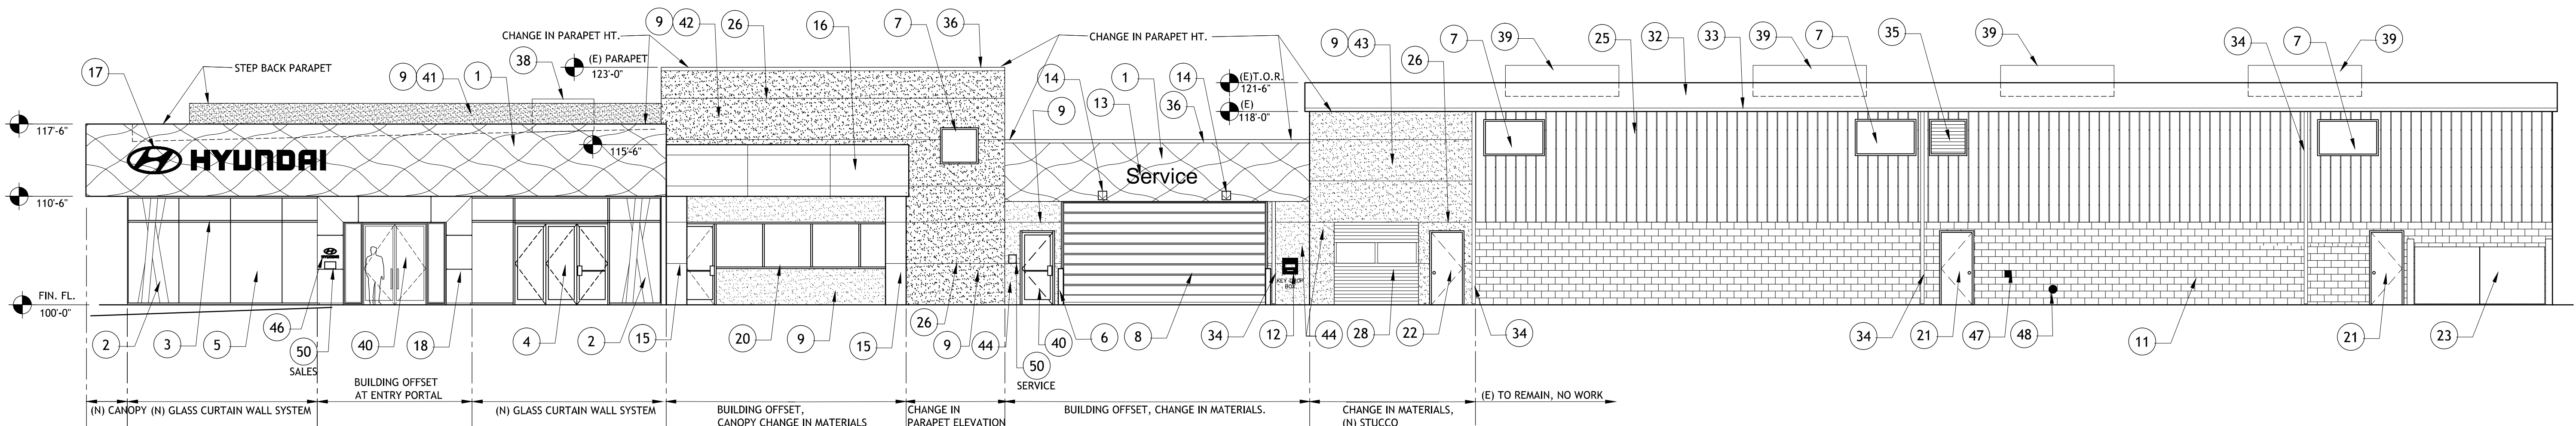 9 42 26 16 7 36
CHANGE IN PARAPET HT.
CHANGE IN PARAPET HT.
9 43 7 39 25 32 33 39 7 35 39 34 7 39
17
STEP BACK PARAPET
9 41 1 38
(E) PARAPET
123'-0"
14 1 14 26
13 36
9
(E)T.O.R.
121'-6"
(E)
118'-0"
117'-6"
115'-6"
HYUNDAI
Service
110'-6"
HYUNDAI
KEY DROP
BOX
FIN. FL.
100'-0"
46 26
2 3 5 50 40 18 4 2 15 20 9 15 9 44 50 40 6 8 34 12 44 28 22 34 34 21 47 48 11 21 23
SALES
SERVICE
BUILDING OFFSET
AT ENTRY PORTAL
(N) CANOPY
(N) GLASS CURTAIN WALL SYSTEM
(N) GLASS CURTAIN WALL SYSTEM
BUILDING OFFSET,
CANOPY CHANGE IN MATERIALS
CHANGE IN
PARAPET ELEVATION
BUILDING OFFSET, CHANGE IN MATERIALS.
CHANGE IN MATERIALS,
(N) STUCCO
(E) TO REMAIN, NO WORK